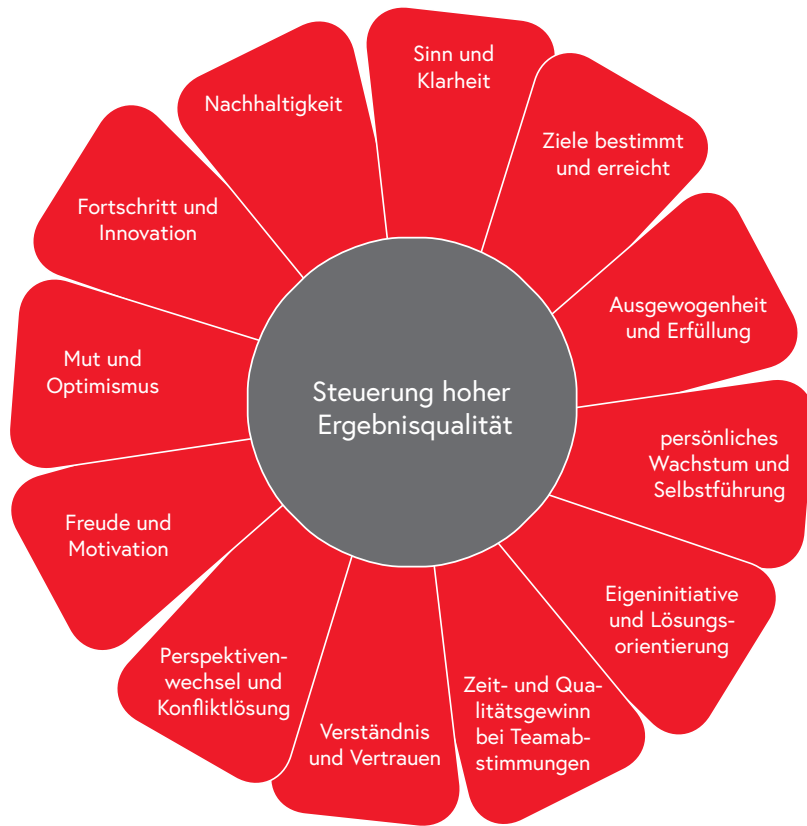 Sinn und
Klarheit
Ziele bestimmt
und erreicht
Ausgewogenheit
und Erfüllung
persönliches
Wachstum und
Selbstführung
Eigeninitiative
und Lösungs-
orientierung
Zeit- und Qua-
litätsgewinn
bei Teamab-
stimmungen
Verständnis
und Vertrauen
Perspektiven-
wechsel und
Konfliktlösung
Freude und
Motivation
Mut und
Optimismus
Fortschritt und
Innovation
Nachhaltigkeit
Steuerung hoher
Ergebnisqualität